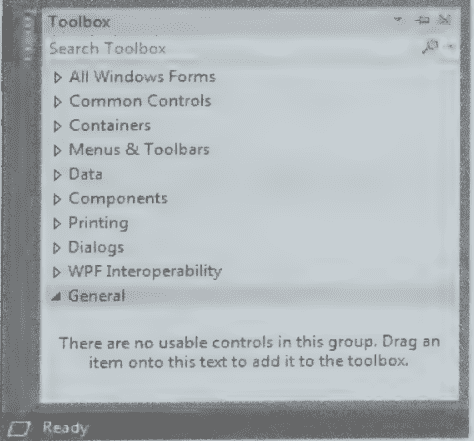 Toolbox
Search Toolbox
All Windows Forms
Common Controls
Containers
Menus & Toolbars
Data
Components
Printing
Dialogs
WPF Interoperability
General
There are no usable controls in this group. Drag an
item onto this text to add it to the toolbox.
Ready